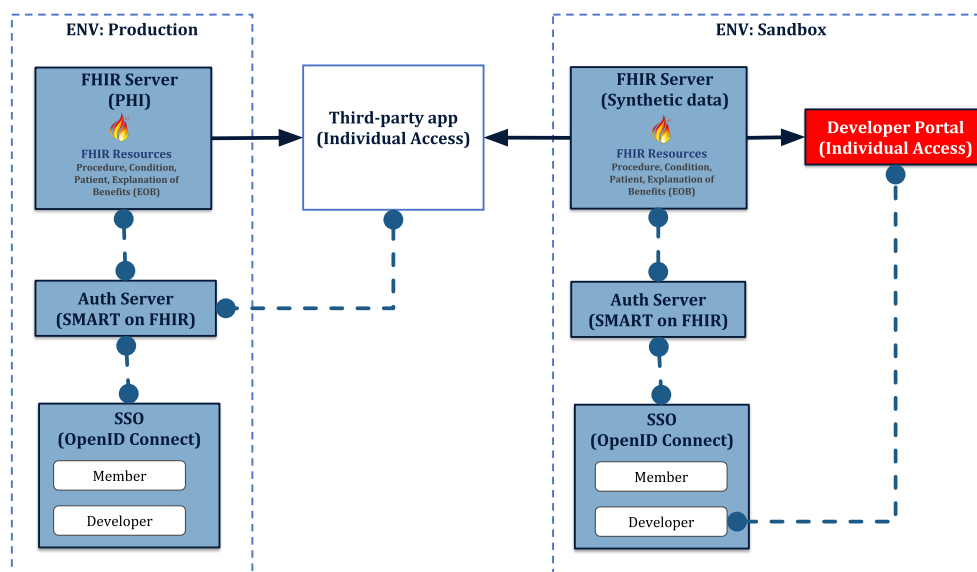 ENV: Production
FHIR Server
(PHI)
FHIR Resources
Procedure, Condition,
Patient, Explanation of
Benefits (EOB)
Auth Server
(SMART on FHIR)
SSO
(OpenID Connect)
Member
Developer
Third-party app
(Individual Access)
ENV: Sandbox
FHIR Server
(Synthetic data)
FHIR Resources
Procedure, Condition,
Patient, Explanation of
Benefits (EOB)
Developer Portal
(Individual Access)
Auth Server
(SMART on FHIR)
SSO
(OpenID Connect)
Member
Developer